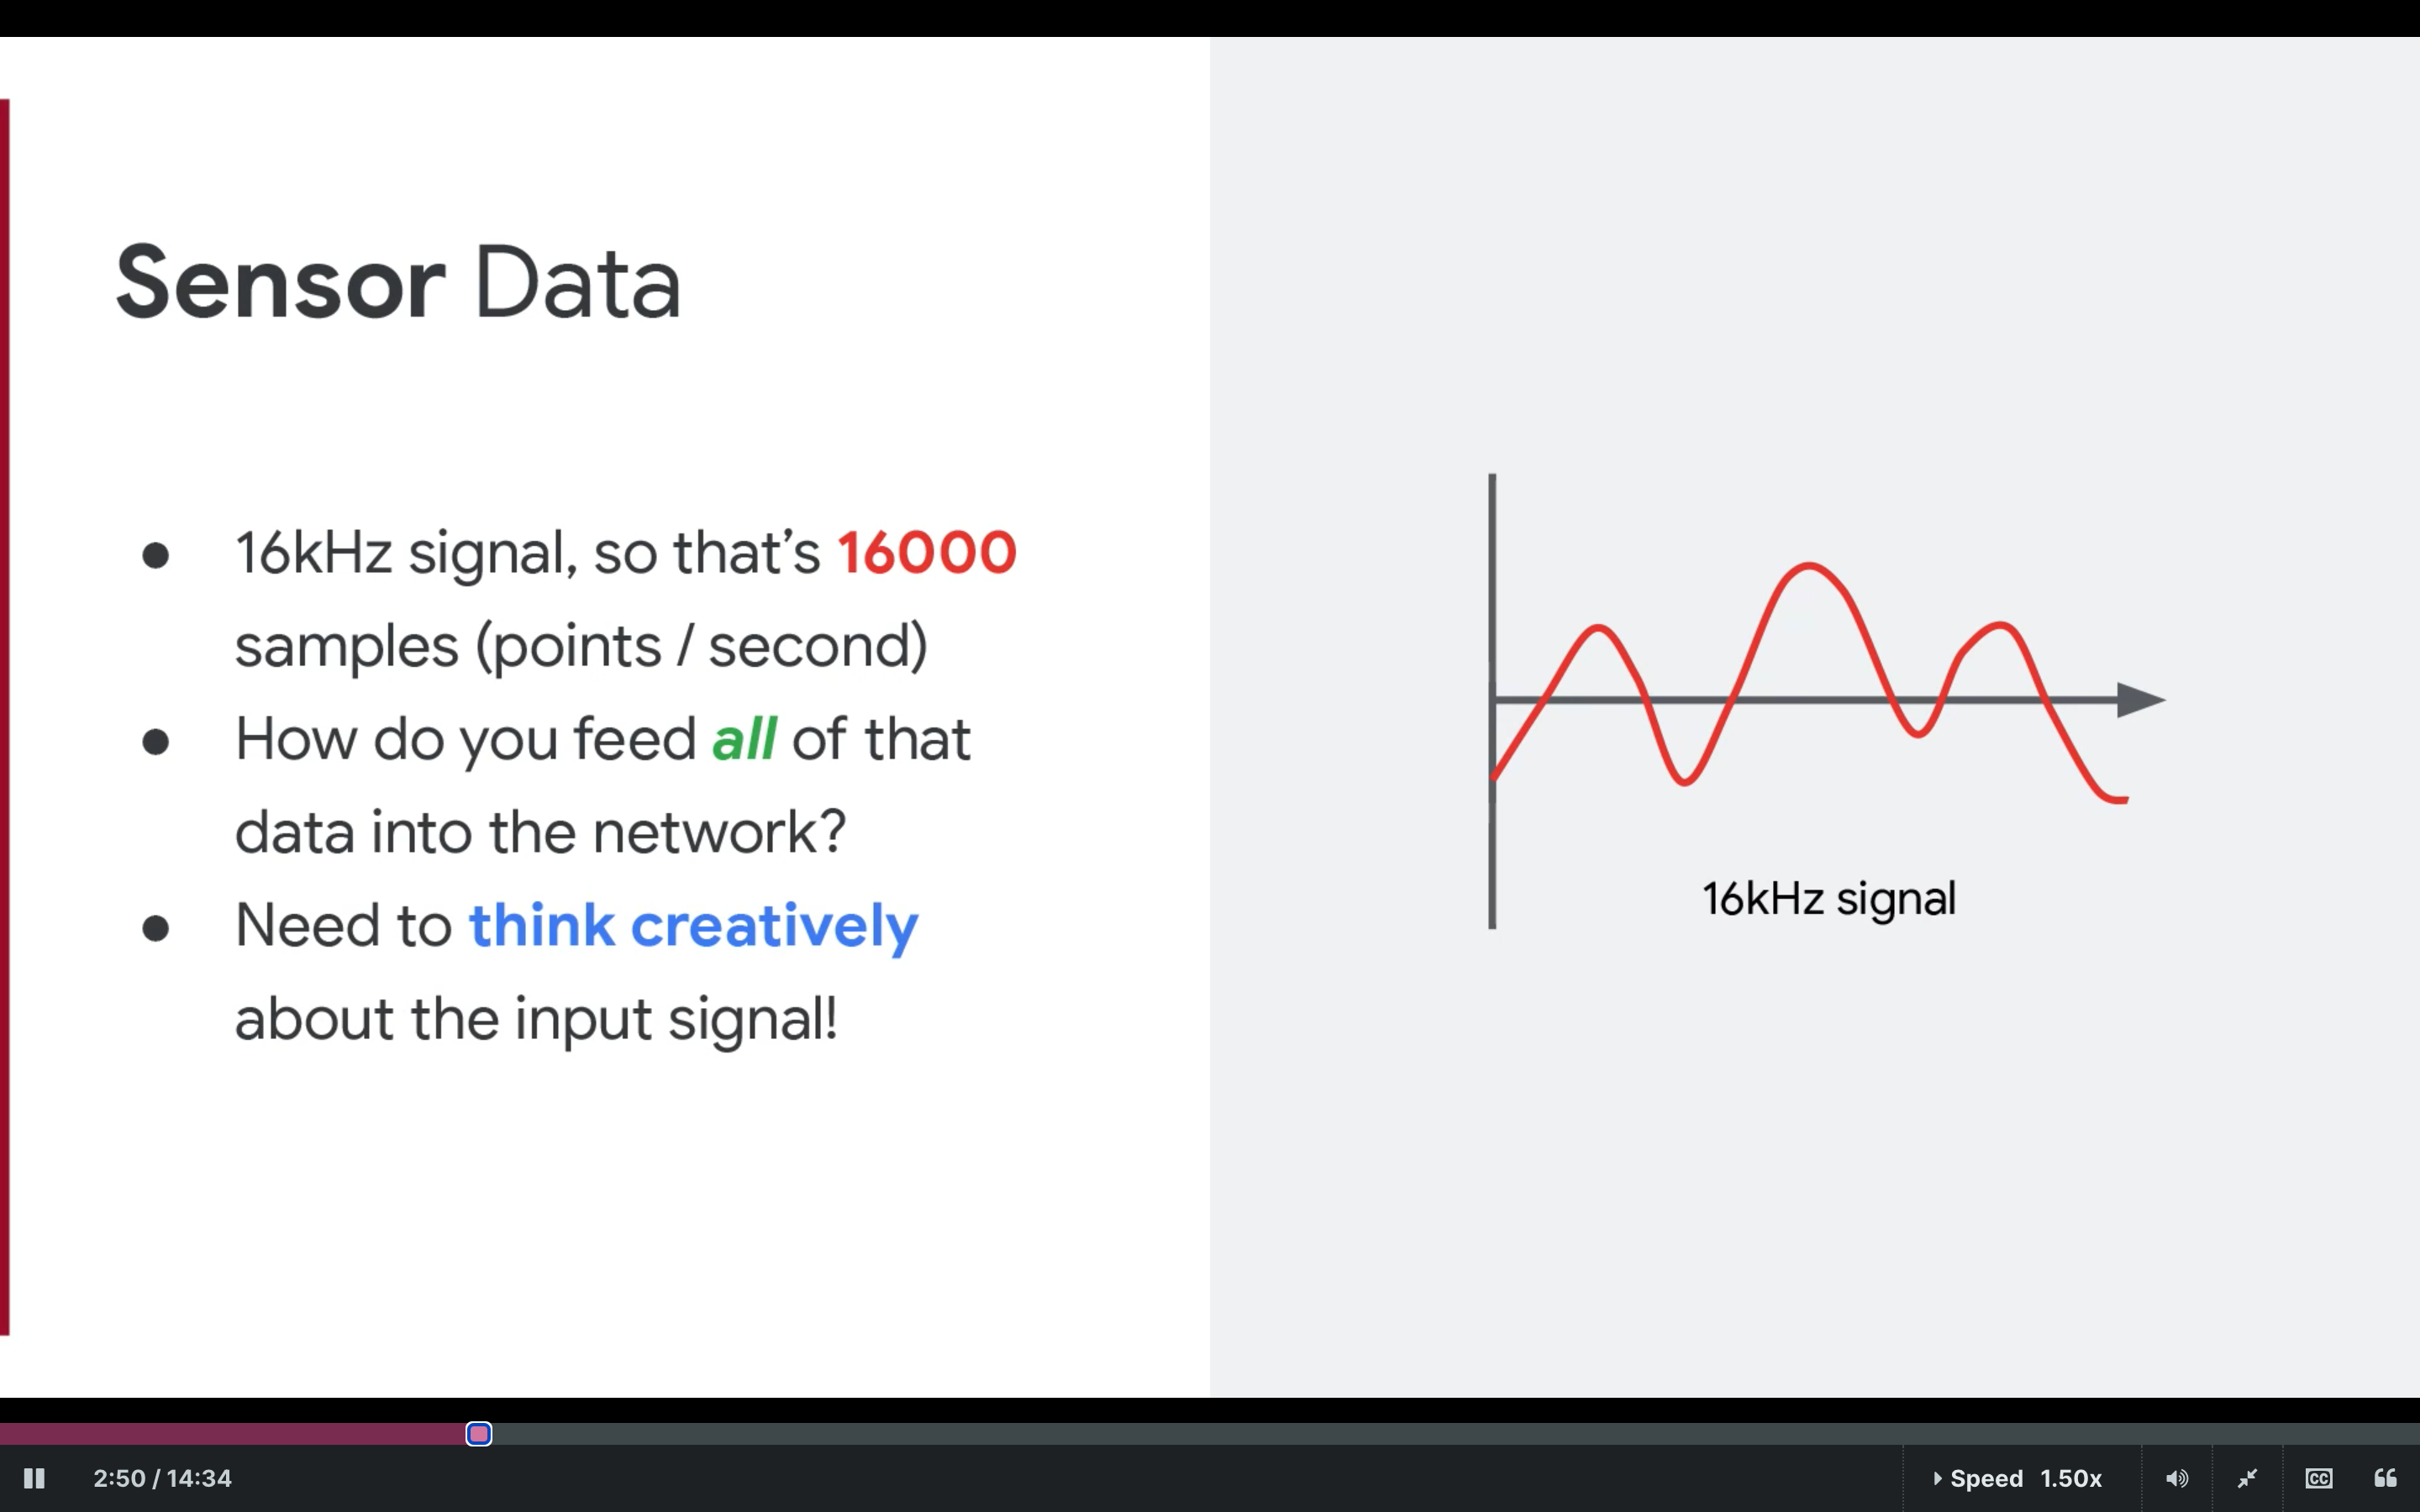 Sensor Data
● 16kHz signal, so that’s 16000
samples (points / second)
● How do you feed all of that
data into the network?
● Need to think creatively
about the input signal!
16kHz signal
2:50 / 14:34
Speed 1.50x
CC